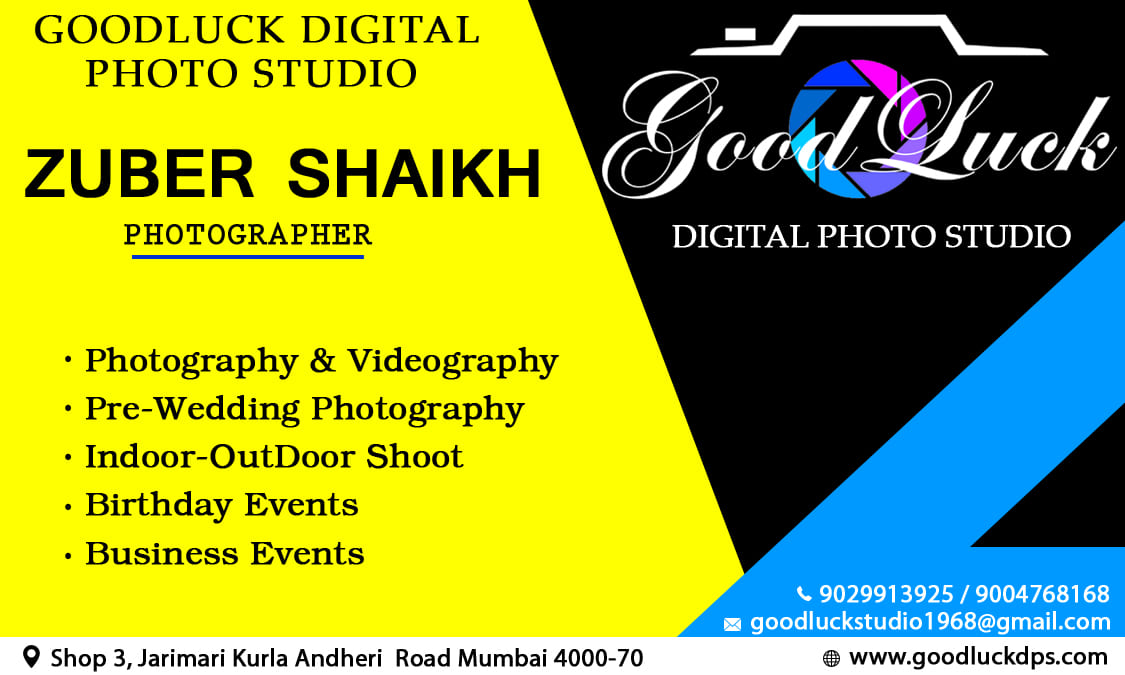 GOODLUCK DIGITAL
PHOTO STUDIO
ZUBER SHAIKH
PHOTOGRAPHER
• Photography & Videography
• Pre-Wedding Photography
• Indoor-OutDoor Shoot
• Birthday Events
• Business Events
GoodLuck
DIGITAL PHOTO STUDIO
9029913925 / 9004768168
goodluckstudio1968@gmail.com
Shop 3, Jarimari Kurla Andheri Road Mumbai 4000-70
www.goodluckdps.com